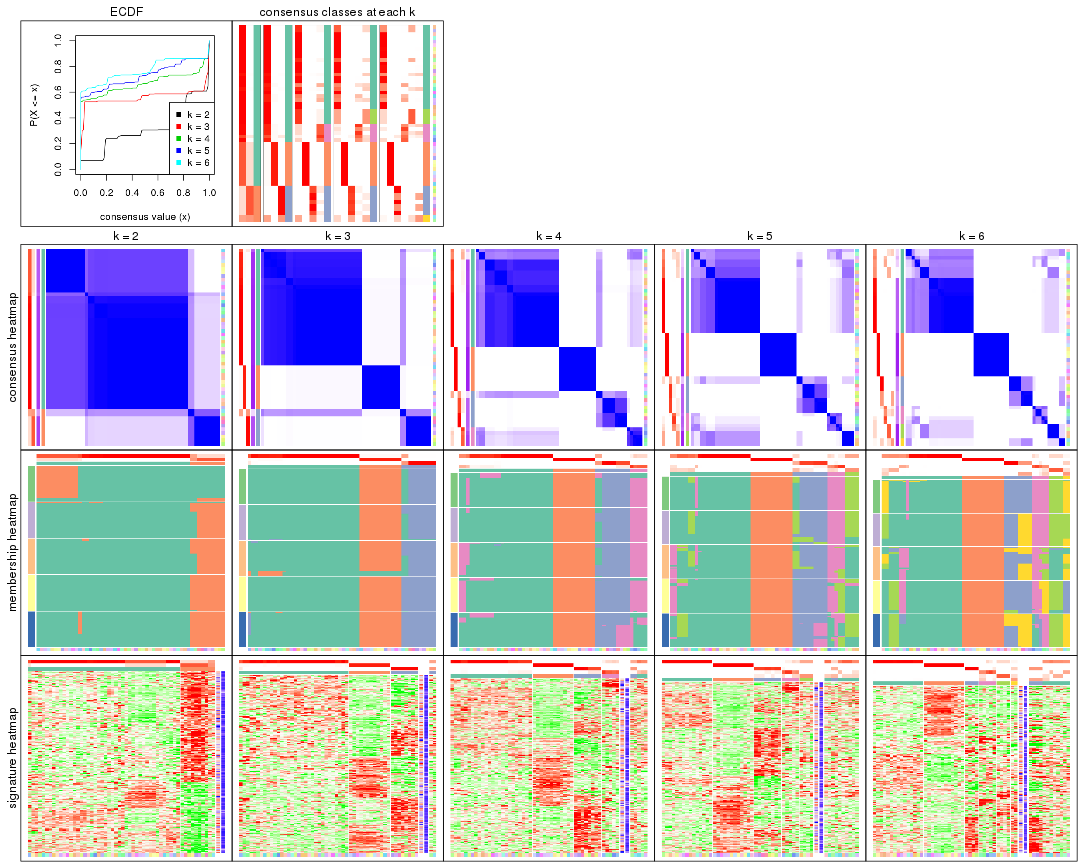 ECDF
consensus classes at each k
P(X <= x)
0.0 0.2 0.4 0.6 0.8 1.0
k = 2
k = 3
k = 4
k = 5
k = 6
0.0 0.2 0.4 0.6 0.8 1.0
consensus value (x)
k = 2
k = 3
k = 4
k = 5
k = 6
consensus heatmap
membership heatmap
signature heatmap